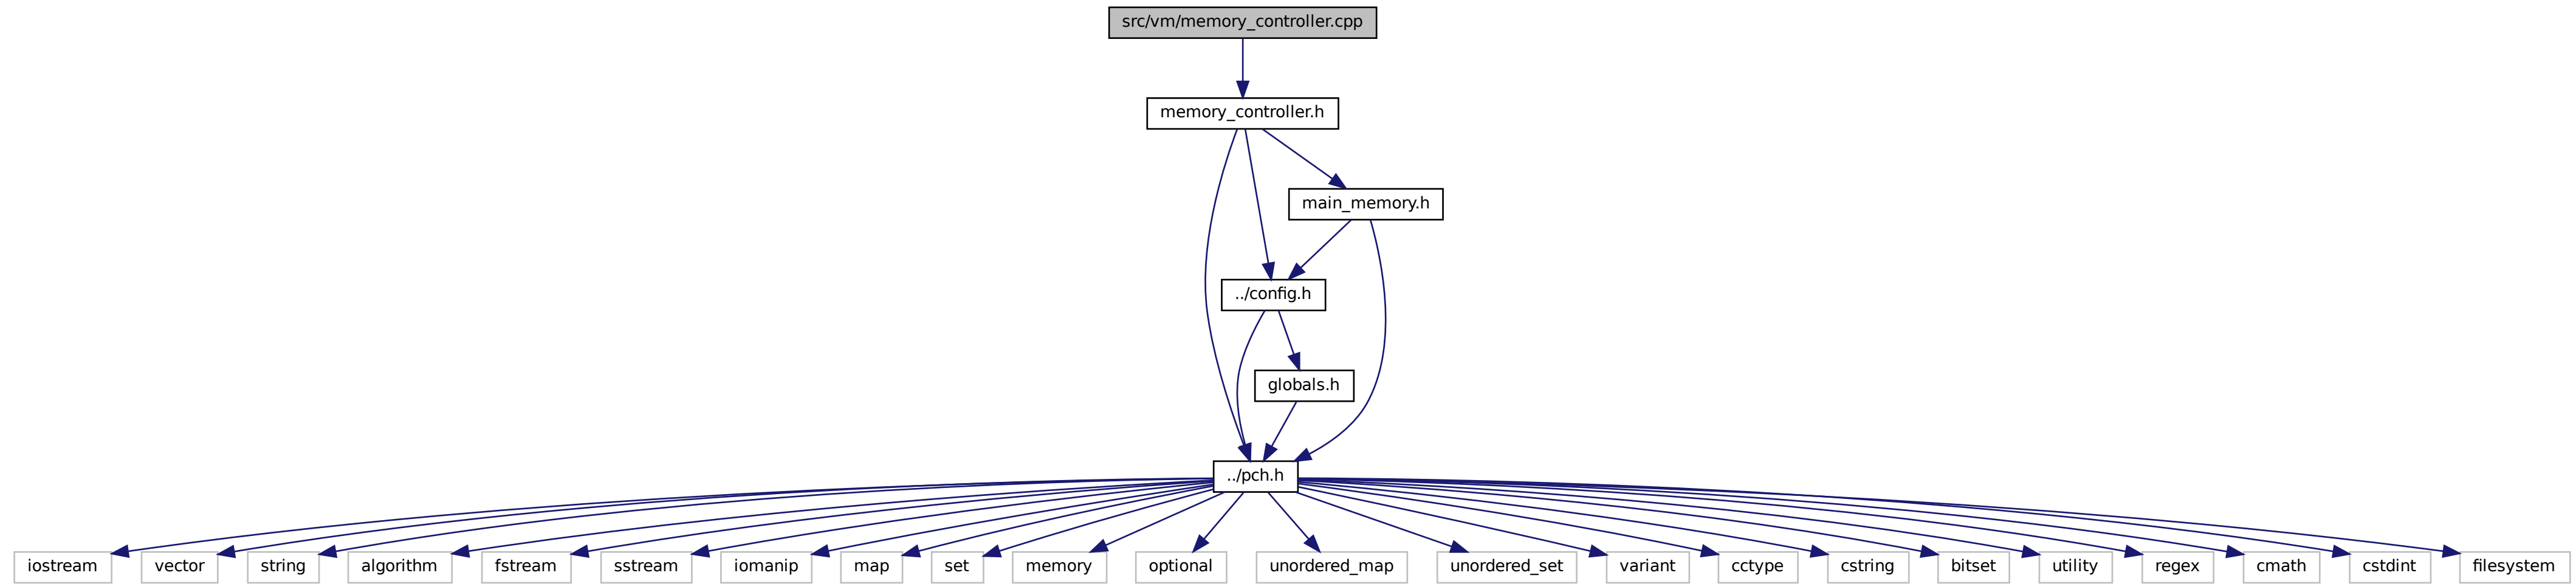 src/vm/memory_controller.cpp
memory_controller.h
main_memory.h
../config.h
globals.h
../pch.h
iostream
vector
string
algorithm
fstream
sstream
iomanip
map
set
memory
optional
unordered_map
unordered_set
variant
cctype
cstring
bitset
utility
regex
cmath
cstdint
filesystem